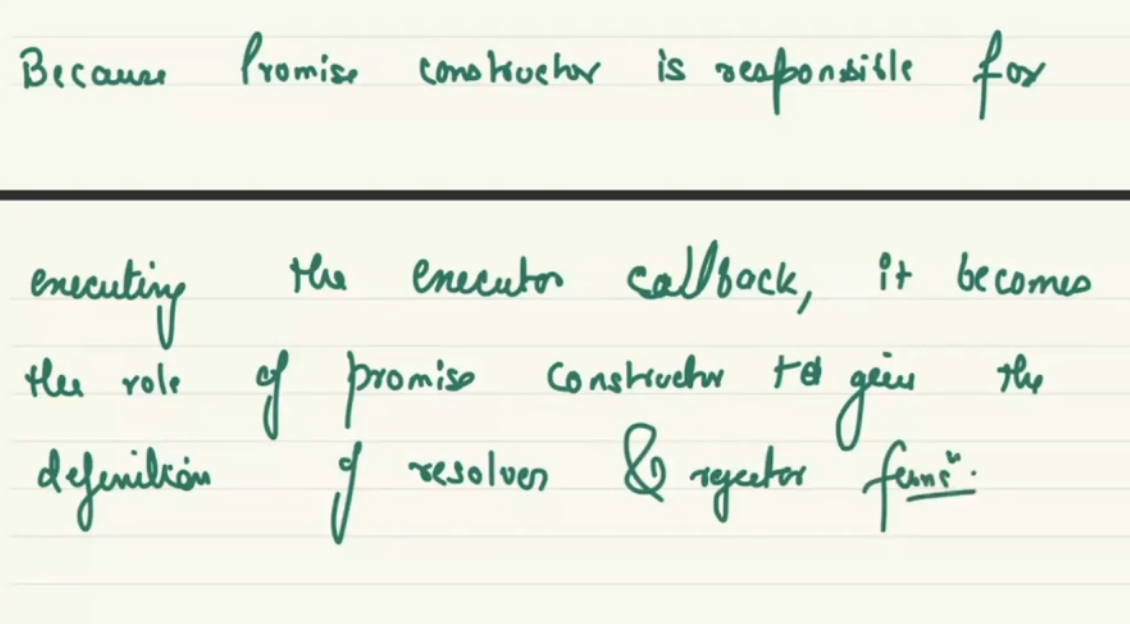 Because Promise constructor is responsible for
executing the executor callback, it becomes
the role of promise constructor to give the
definition of resolver & rejector funcⁿ.